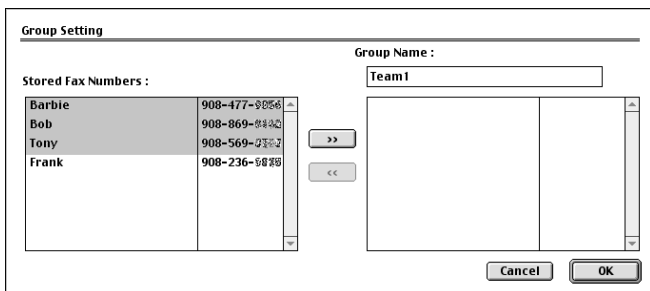 Group Setting
Group Name :
Stored Fax Numbers :
Team1
Barbie 908-477-
Bob 908-869-
Tony 908-569-
Frank 908-236-
>>
<<
Cancel OK